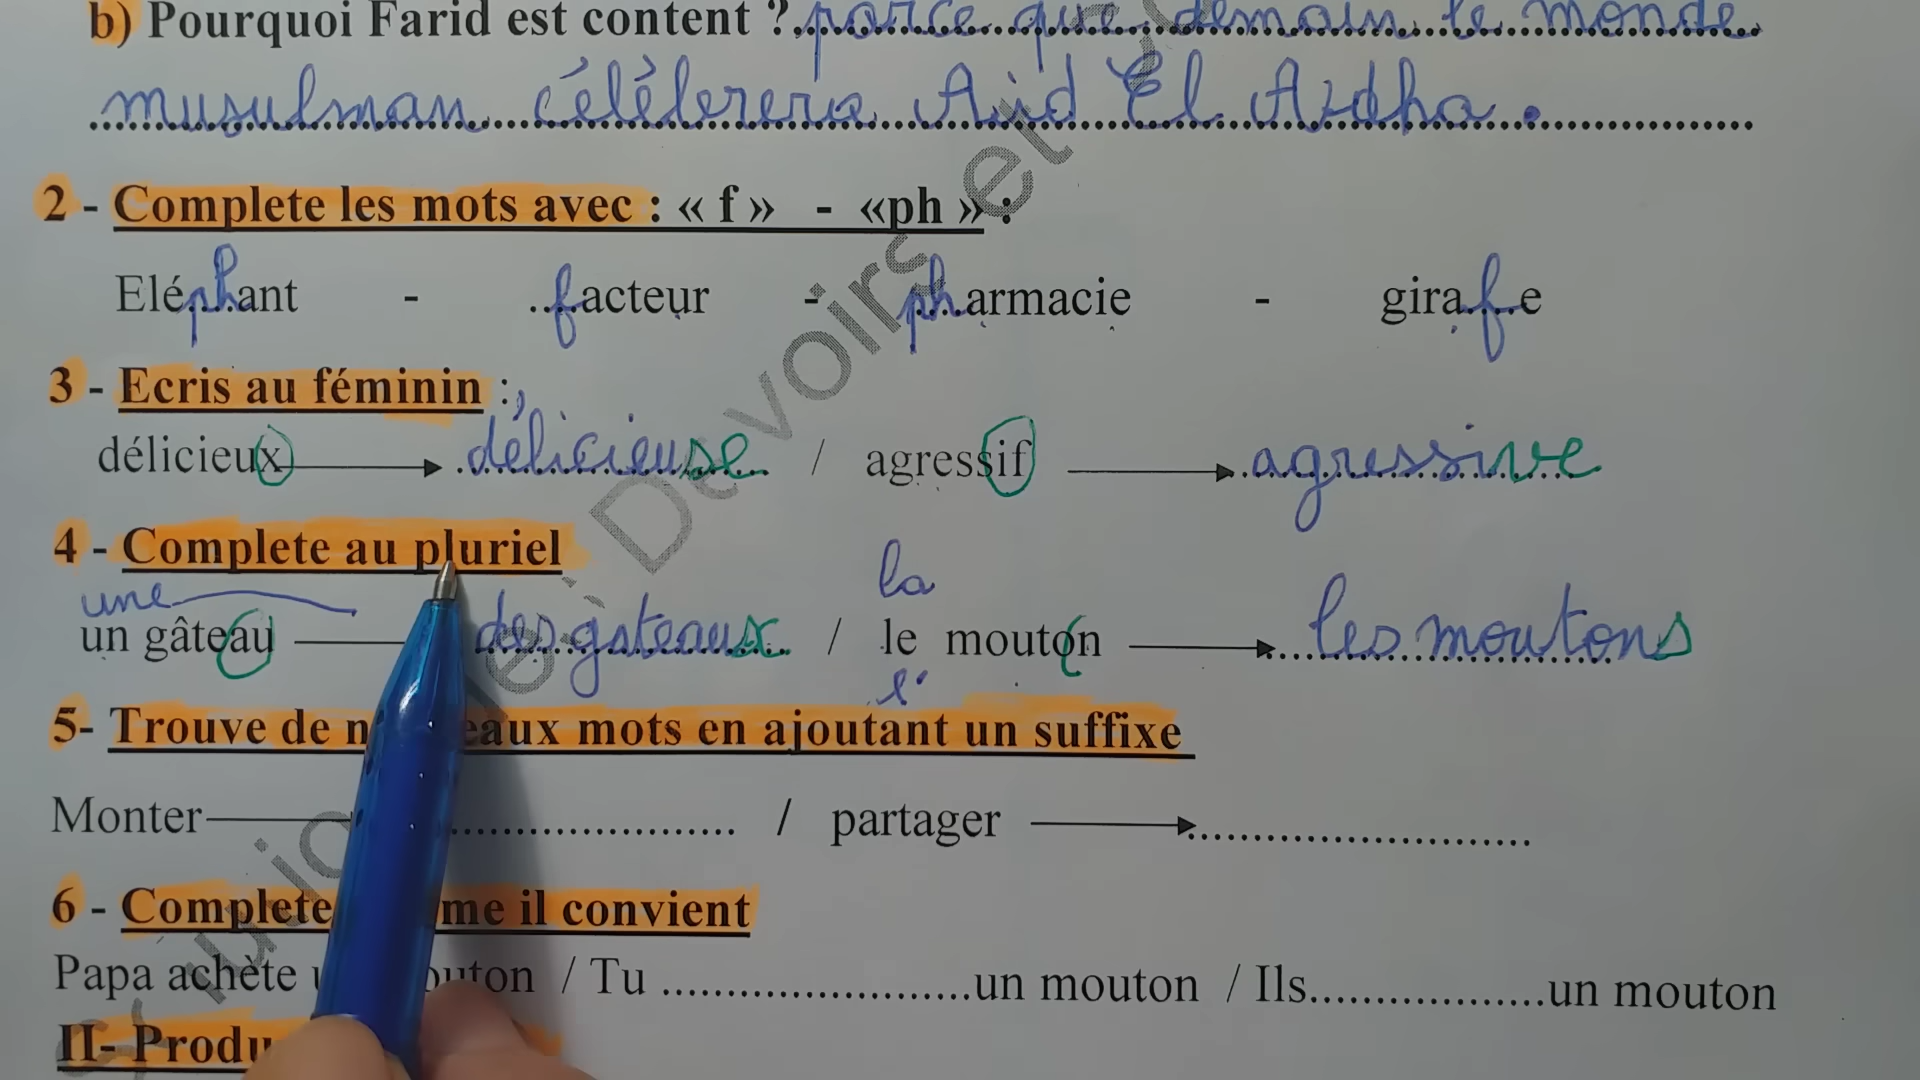 b) Pourquoi Farid est content ? parce que demain le monde
musulman célèbrera Aid El Adha .
2 - Complete les mots avec : « f » - «ph » :
Eléphant - facteur - pharmacie - girafe
3 - Ecris au féminin :
délicieux délicieuse / agressif agressive
4 - Complete au pluriel
une la
un gâteau des gâteaux / le mouton les moutons
l'
5- Trouve de n eaux mots en ajoutant un suffixe
Monter ........................ / partager ..............................
6 - Complete me il convient
Papa achète outon / Tu ........................un mouton / Ils..................un mouton
II- Produ
Devoirs et